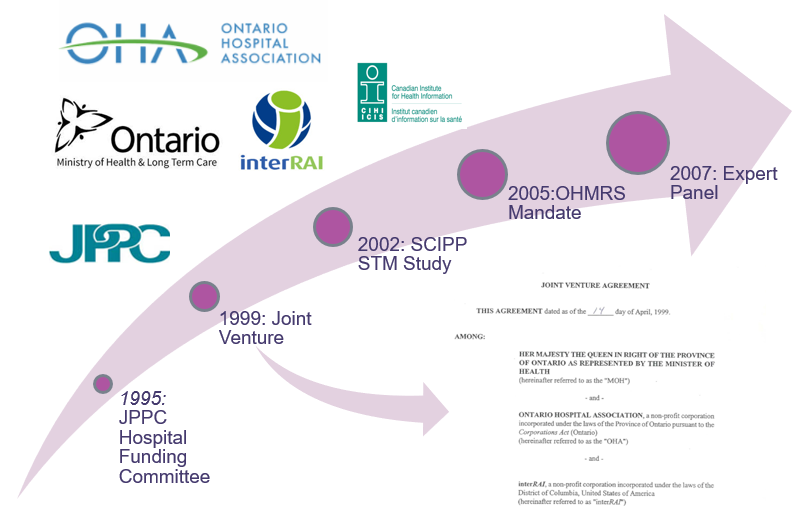 OHA ONTARIO
HOSPITAL
ASSOCIATION
Ontario
Ministry of Health & Long Term Care
interRAI
CIHI
ICIS
Canadian Institute
for Health Information
Institut canadien
d'information sur la santé
JPPC
1995:
JPPC
Hospital
Funding
Committee
1999: Joint
Venture
2002: SCIPP
STM Study
2005:OHMRS
Mandate
2007: Expert
Panel
JOINT VENTURE AGREEMENT
THIS AGREEMENT dated as of the 14 day of April, 1999.
AMONG:
HER MAJESTY THE QUEEN IN RIGHT OF THE PROVINCE
OF ONTARIO AS REPRESENTED BY THE MINISTER OF
HEALTH
(hereinafter referred to as the "MOH")
- and -
ONTARIO HOSPITAL ASSOCIATION, a non-profit corporation
incorporated under the laws of the Province of Ontario pursuant to the
Corporations Act (Ontario)
(hereinafter referred to as the "OHA")
- and -
interRAI, a non-profit corporation incorporated under the laws of the
District of Columbia, United States of America
(hereinafter referred to as "interRAI")